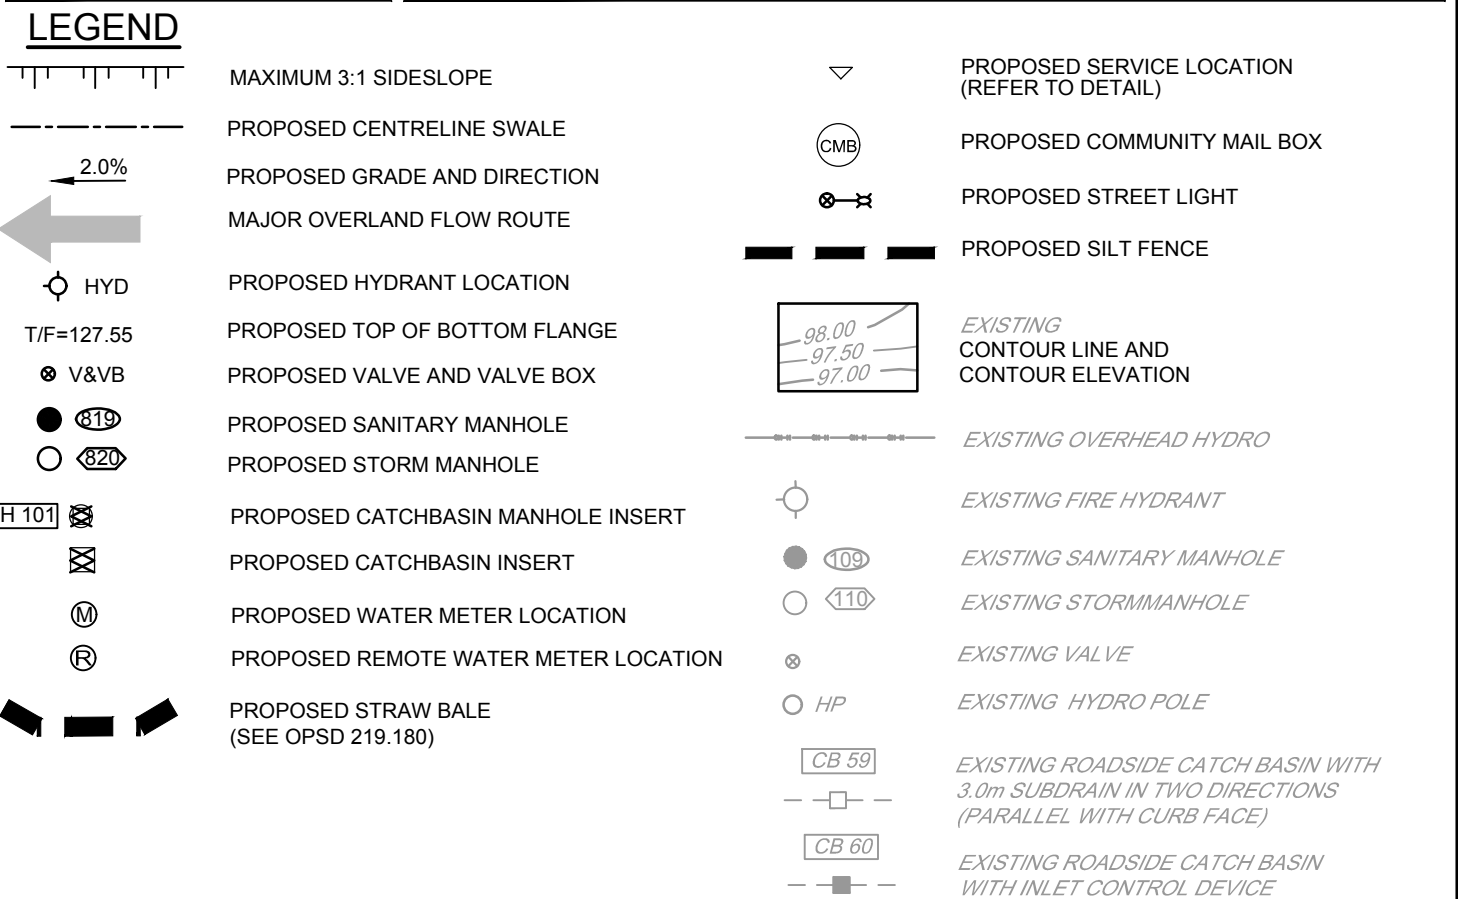 LEGEND
MAXIMUM 3:1 SIDESLOPE
PROPOSED CENTRELINE SWALE
2.0%
PROPOSED GRADE AND DIRECTION
MAJOR OVERLAND FLOW ROUTE
HYD PROPOSED HYDRANT LOCATION
T/F=127.55 PROPOSED TOP OF BOTTOM FLANGE
V&VB PROPOSED VALVE AND VALVE BOX
819 PROPOSED SANITARY MANHOLE
820 PROPOSED STORM MANHOLE
H 101 PROPOSED CATCHBASIN MANHOLE INSERT
PROPOSED CATCHBASIN INSERT
M PROPOSED WATER METER LOCATION
R PROPOSED REMOTE WATER METER LOCATION
PROPOSED STRAW BALE
(SEE OPSD 219.180)
PROPOSED SERVICE LOCATION
(REFER TO DETAIL)
CMB PROPOSED COMMUNITY MAIL BOX
PROPOSED STREET LIGHT
PROPOSED SILT FENCE
98.00
97.50
97.00
EXISTING
CONTOUR LINE AND
CONTOUR ELEVATION
EXISTING OVERHEAD HYDRO
EXISTING FIRE HYDRANT
109 EXISTING SANITARY MANHOLE
110 EXISTING STORMMANHOLE
EXISTING VALVE
HP EXISTING HYDRO POLE
CB 59
EXISTING ROADSIDE CATCH BASIN WITH
3.0m SUBDRAIN IN TWO DIRECTIONS
(PARALLEL WITH CURB FACE)
CB 60
EXISTING ROADSIDE CATCH BASIN
WITH INLET CONTROL DEVICE